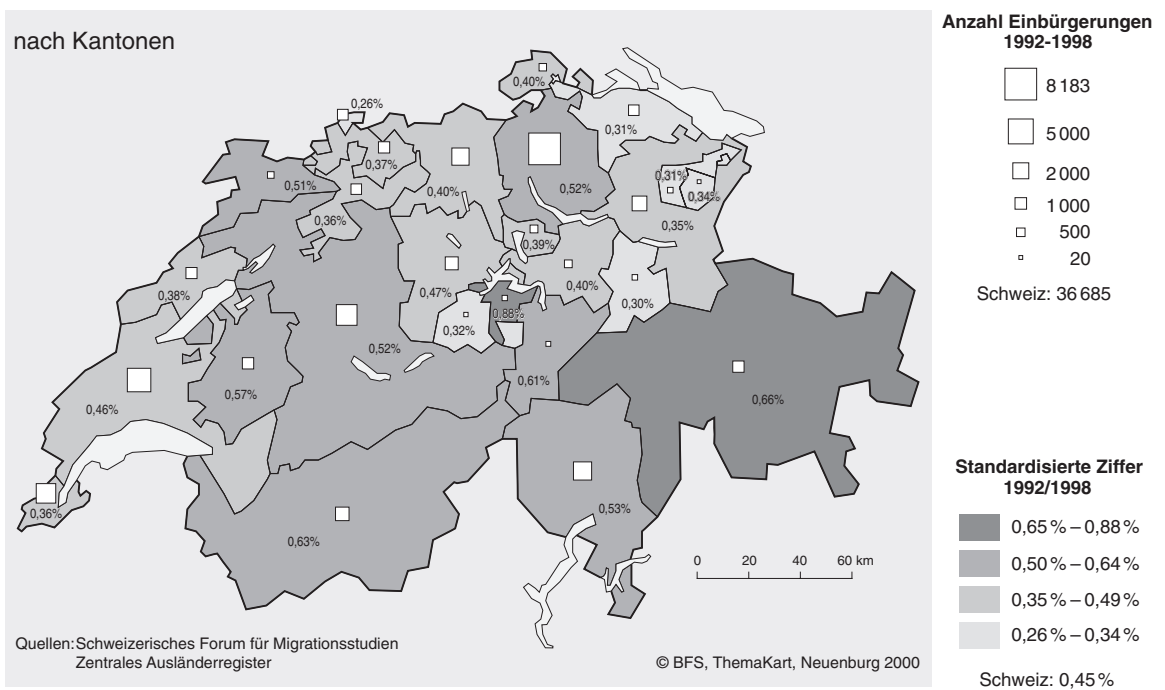 nach Kantonen
0,40%
0,26%
0,31%
0,37%
0,51%
0,40%
0,52%
0,31%
0,34%
0,36%
0,35%
0,39%
0,38%
0,47%
0,40%
0,30%
0,88%
0,32%
0,52%
0,57%
0,61%
0,66%
0,46%
0,36%
0,53%
0,63%
0 20 40 60 km
Quellen: Schweizerisches Forum für Migrationsstudien
Zentrales Ausländerregister
© BFS, ThemaKart, Neuenburg 2000
Anzahl Einbürgerungen
1992-1998
8 183
5 000
2 000
1 000
500
20
Schweiz: 36 685
Standardisierte Ziffer
1992/1998
0,65 % – 0,88 %
0,50 % – 0,64 %
0,35 % – 0,49 %
0,26 % – 0,34 %
Schweiz: 0,45 %